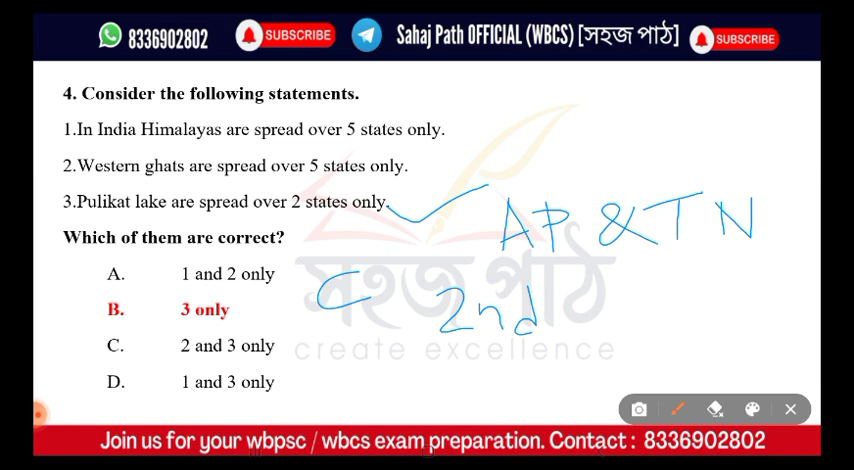 8336902802 SUBSCRIBE Sahaj Path OFFICIAL (WBCS) [সহজ পাঠ] SUBSCRIBE
4. Consider the following statements.
1.In India Himalayas are spread over 5 states only.
2.Western ghats are spread over 5 states only.
3.Pulikat lake are spread over 2 states only.
AP & TN
Which of them are correct?
A. 1 and 2 only
B. 3 only
C 2nd
C. 2 and 3 only
D. 1 and 3 only
সহজ পাঠ
create excellence
Join us for your wbpsc / wbcs exam preparation. Contact : 8336902802